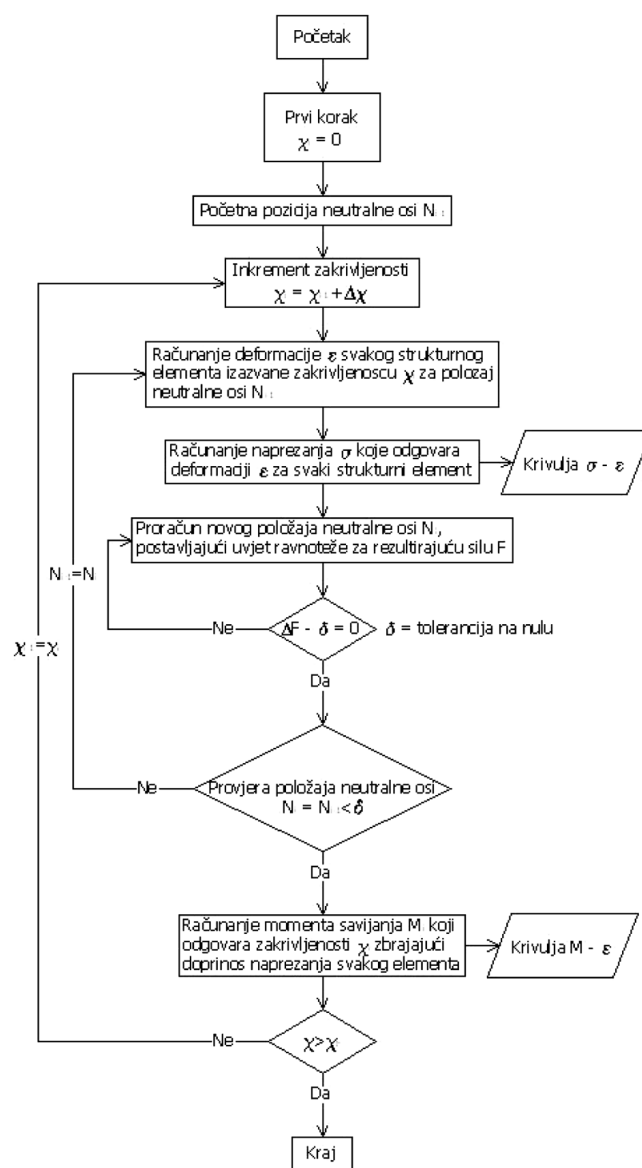 Početak
Prvi korak
χ = 0
Početna pozicija neutralne osi N
Inkrement zakrivljenosti
χ = χ + Δχ
Računanje deformacije ε svakog strukturnog
elementa izazvane zakrivljenoscu χ za polozaj
neutralne osi N
Računanje naprezanja σ koje odgovara
deformaciji ε za svaki strukturni element
Krivulja σ - ε
Proračun novog položaja neutralne osi N,
postavljajući uvjet ravnoteže za rezultirajuću silu F
N =N
Ne
ΔF - δ = 0
δ = tolerancija na nulu
χ =χ
Da
Ne
Provjera položaja neutralne osi
N = N <δ
Da
Računanje momenta savijanja M koji
odgovara zakrivljenosti χ zbrajajući
doprinos naprezanja svakog elementa
Krivulja M - ε
Ne
χ>χ
Da
Kraj